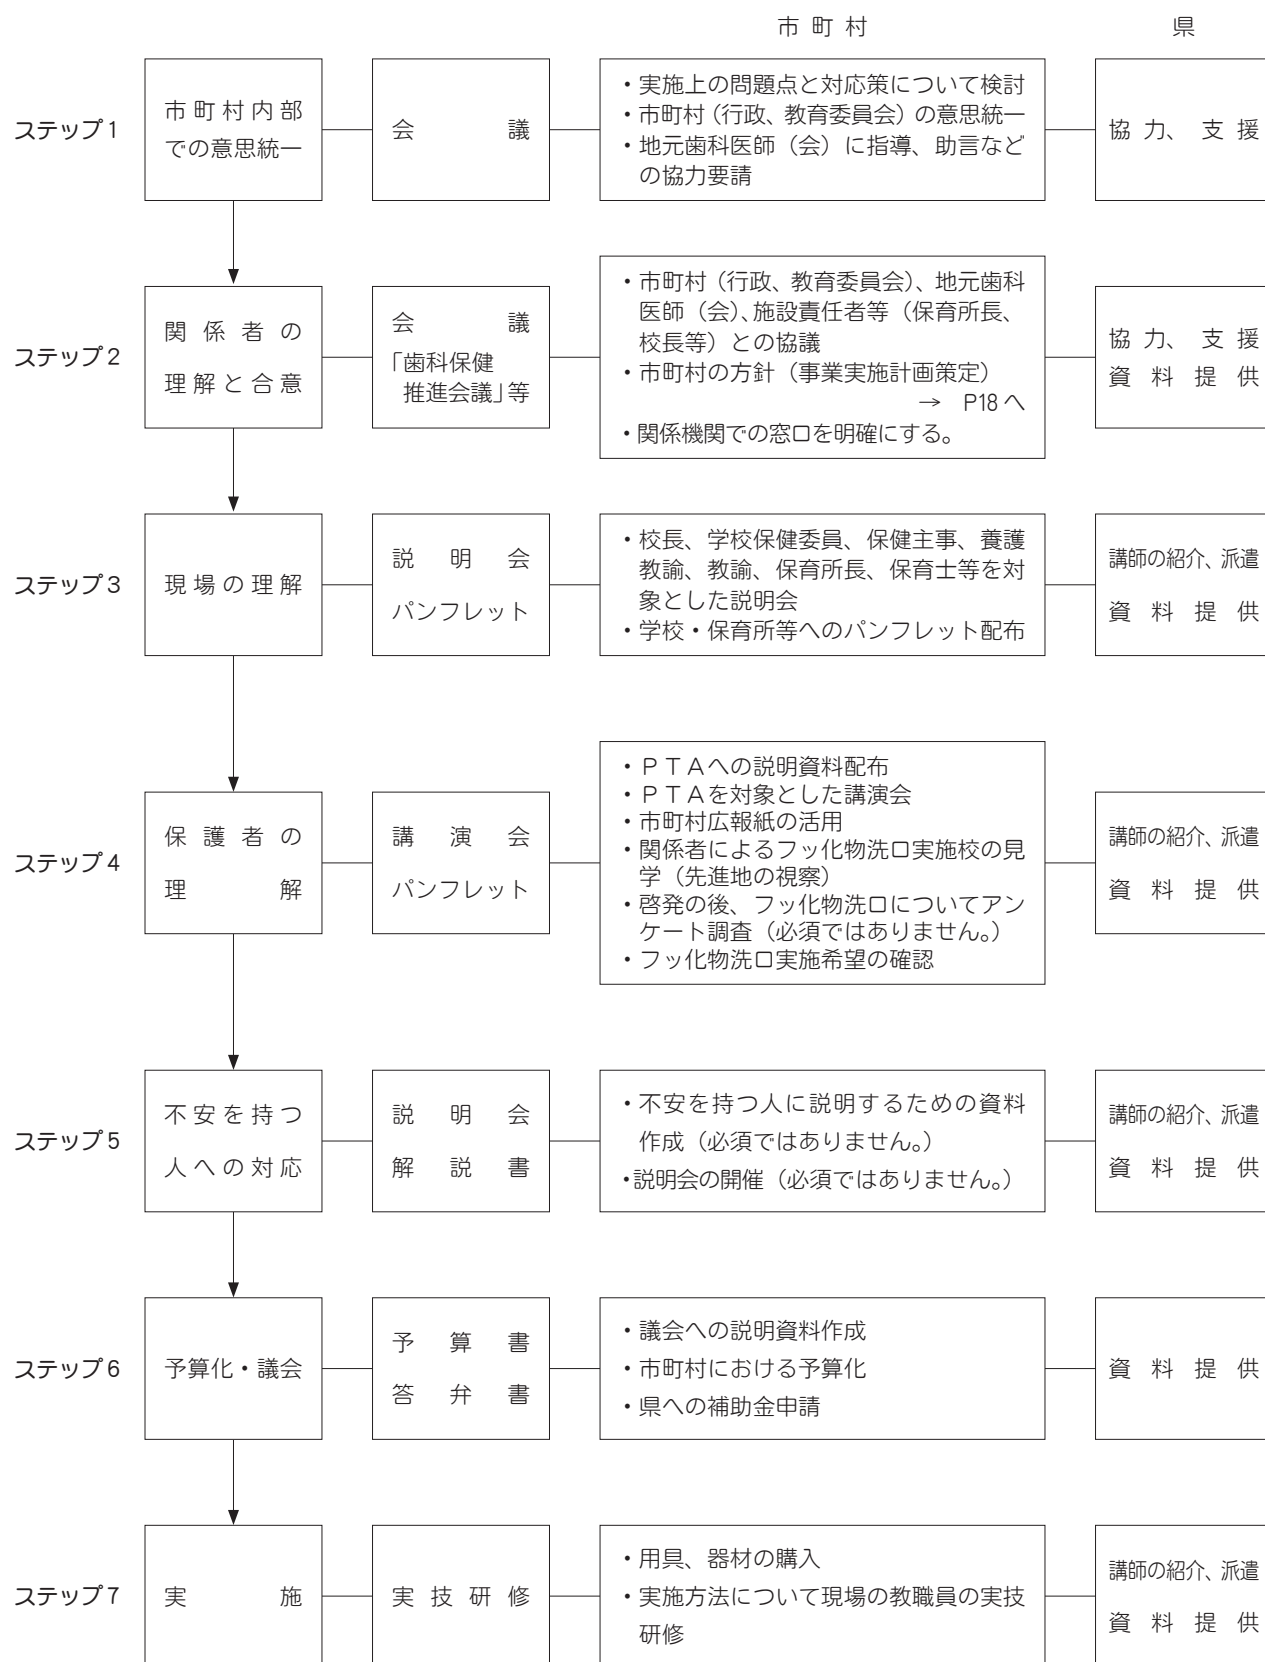 市町村
県
ステップ1
市町村内部
での意思統一
会議
・実施上の問題点と対応策について検討
・市町村（行政、教育委員会）の意思統一
・地元歯科医師（会）に指導、助言など
の協力要請
協力、支援
ステップ2
関係者の
理解と合意
会議
「歯科保健
推進会議」等
・市町村（行政、教育委員会）、地元歯科
医師（会）、施設責任者等（保育所長、
校長等）との協議
・市町村の方針（事業実施計画策定）
→ P18へ
・関係機関での窓口を明確にする。
協力、支援
資料提供
ステップ3
現場の理解
説明会
パンフレット
・校長、学校保健委員、保健主事、養護
教諭、教諭、保育所長、保育士等を対
象とした説明会
・学校・保育所等へのパンフレット配布
講師の紹介、派遣
資料提供
ステップ4
保護者の
理解
講演会
パンフレット
・ＰＴＡへの説明資料配布
・ＰＴＡを対象とした講演会
・市町村広報紙の活用
・関係者によるフッ化物洗口実施校の見
学（先進地の視察）
・啓発の後、フッ化物洗口についてアン
ケート調査（必須ではありません。）
・フッ化物洗口実施希望の確認
講師の紹介、派遣
資料提供
ステップ5
不安を持つ
人への対応
説明会
解説書
・不安を持つ人に説明するための資料
作成（必須ではありません。）
・説明会の開催（必須ではありません。）
講師の紹介、派遣
資料提供
ステップ6
予算化・議会
予算書
答弁書
・議会への説明資料作成
・市町村における予算化
・県への補助金申請
資料提供
ステップ7
実施
実技研修
・用具、器材の購入
・実施方法について現場の教職員の実技
研修
講師の紹介、派遣
資料提供